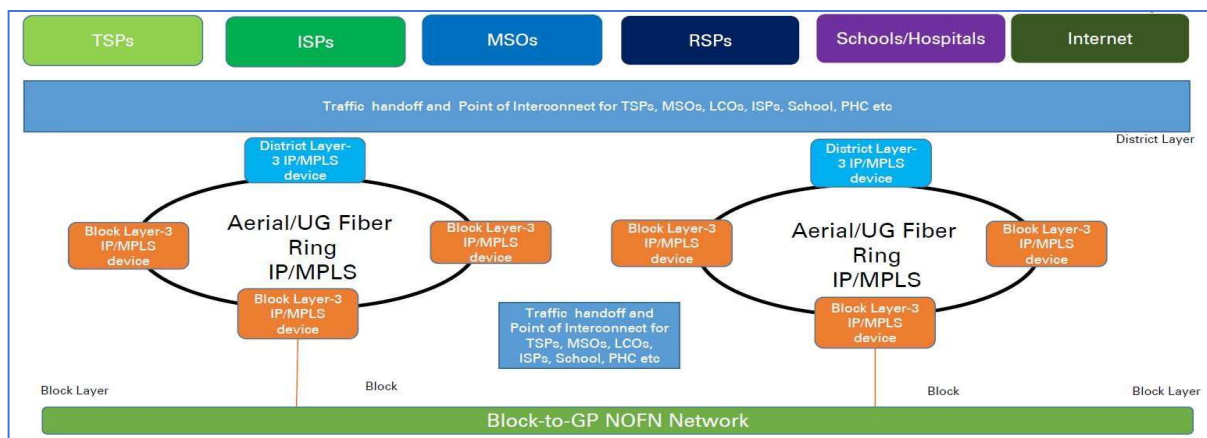 TSPs
ISPs
MSOs
RSPs
Schools/Hospitals
Internet
Traffic handoff and Point of Interconnect for TSPs, MSOs, LCOs, ISPs, School, PHC etc
District Layer
District Layer-
3 IP/MPLS
device
Block Layer-3
IP/MPLS
device
Aerial/UG Fiber
Ring
IP/MPLS
Block Layer-3
IP/MPLS
device
Block Layer-3
IP/MPLS
device
District Layer-
3 IP/MPLS
device
Block Layer-3
IP/MPLS
device
Aerial/UG Fiber
Ring
IP/MPLS
Block Layer-3
IP/MPLS
device
Block Layer-3
IP/MPLS
device
Traffic handoff and
Point of Interconnect for
TSPs, MSOs, LCOs,
ISPs, School, PHC etc
Block Layer
Block
Block
Block Layer
Block-to-GP NOFN Network